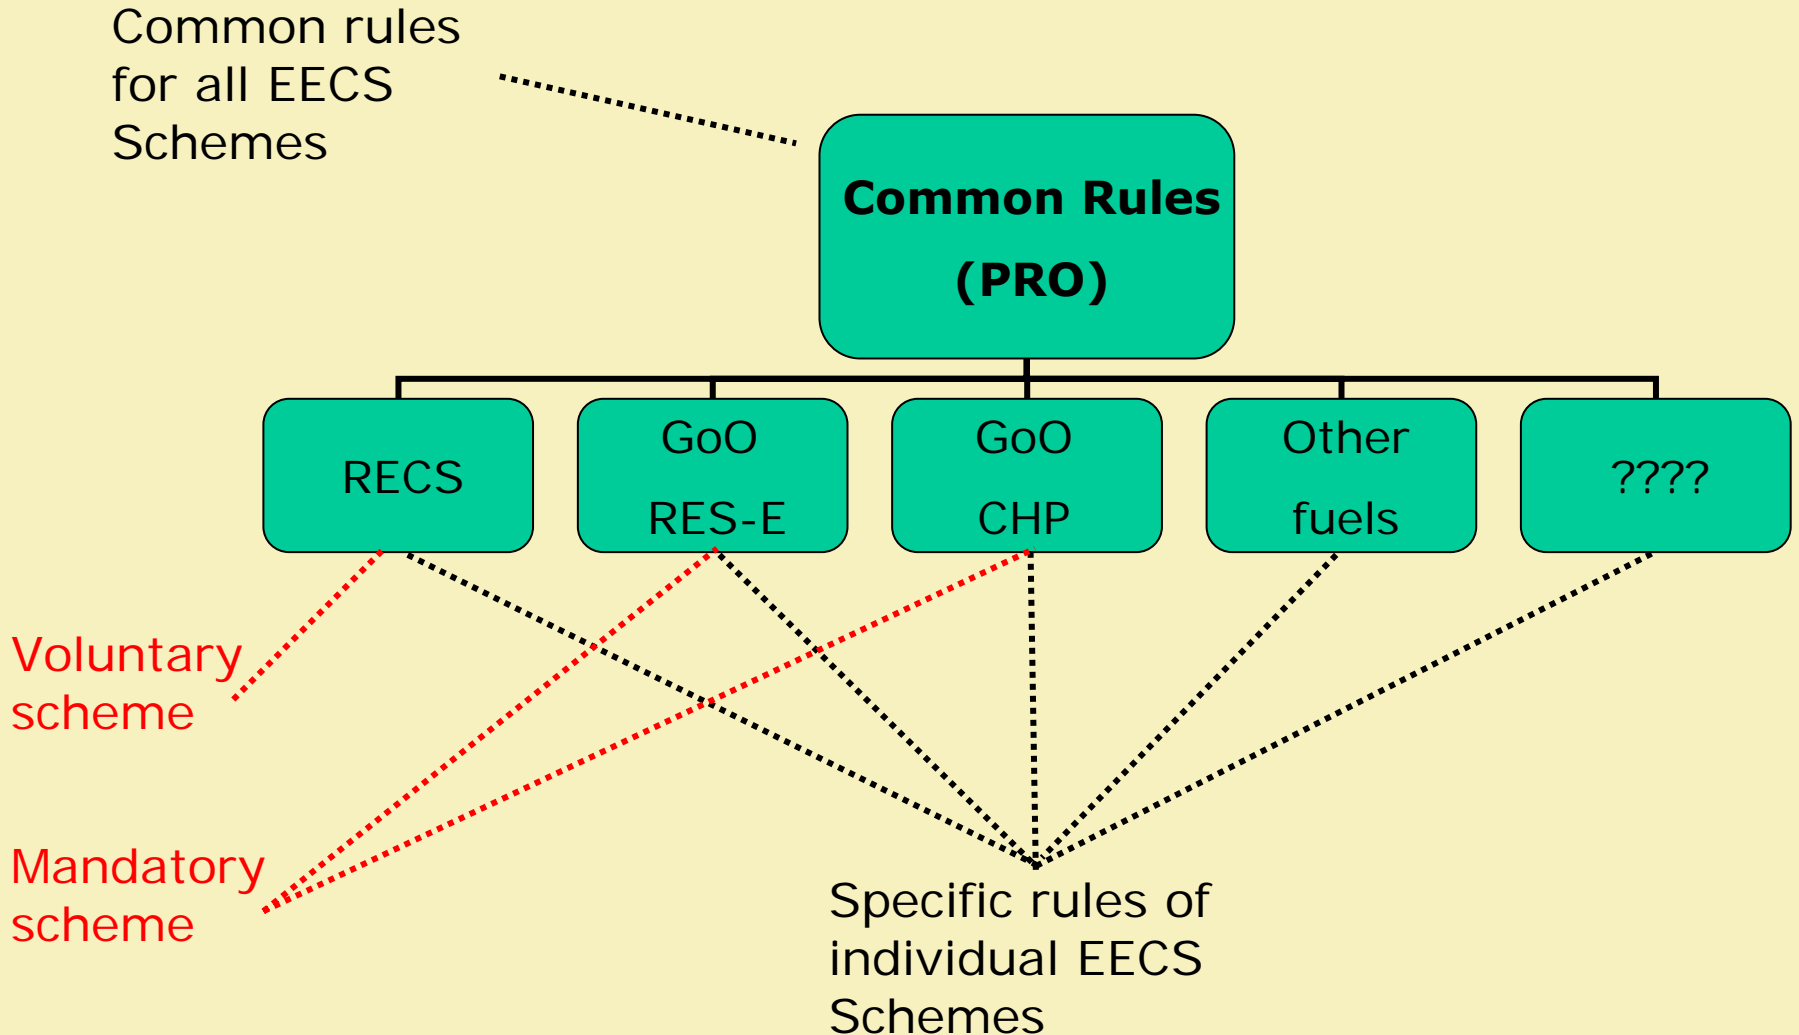 Common rules
for all EECS
Schemes
Common Rules
(PRO)
RECS
GoO
RES-E
GoO
CHP
Other
fuels
????
Voluntary
scheme
Mandatory
scheme
Specific rules of
individual EECS
Schemes